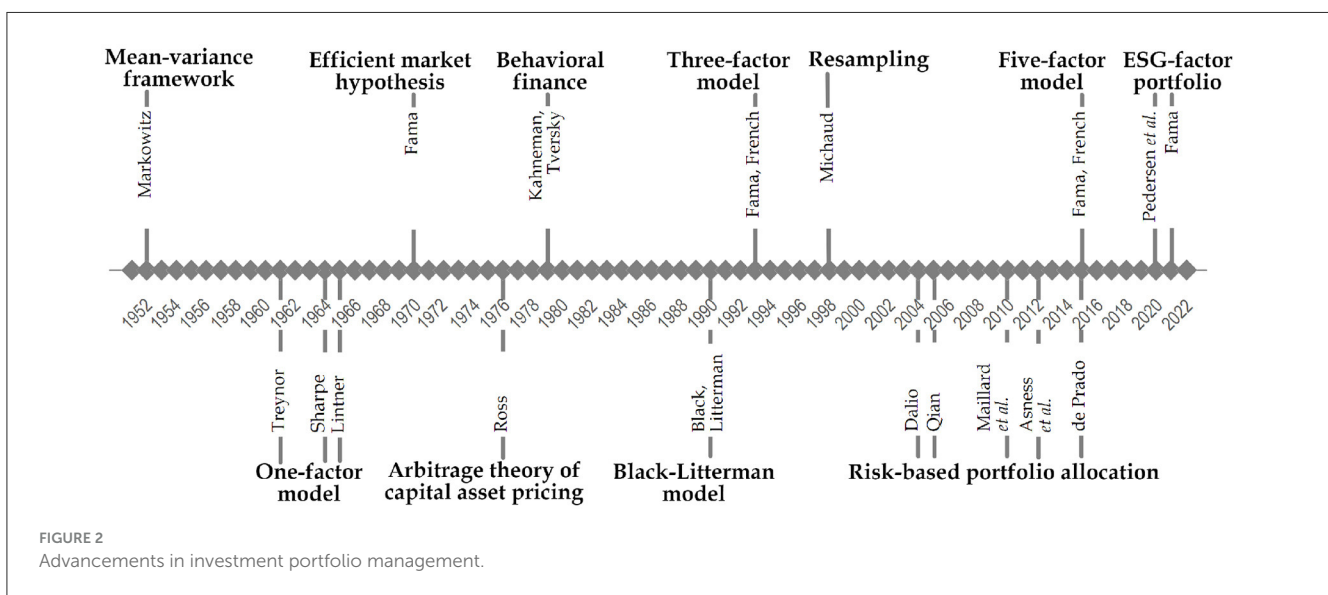 Mean-variance
framework
Efficient market
hypothesis
Behavioral
finance
Three-factor
model
Resampling
Five-factor
model
ESG-factor
portfolio
Markowitz
Fama
Kahneman,
Tversky
Fama, French
Michaud
Fama, French
Pedersen et al.
Fama
1952
1954
1956
1958
1960
1962
1964
1966
1968
1970
1972
1974
1976
1978
1980
1982
1984
1986
1988
1990
1992
1994
1996
1998
2000
2002
2004
2006
2008
2010
2012
2014
2016
2018
2020
2022
Treynor
Sharpe
Lintner
Ross
Black,
Litterman
Dalio
Qian
Maillard
et al.
Asness
et al.
de Prado
One-factor
model
Arbitrage theory of
capital asset pricing
Black-Litterman
model
Risk-based portfolio allocation
FIGURE 2
Advancements in investment portfolio management.